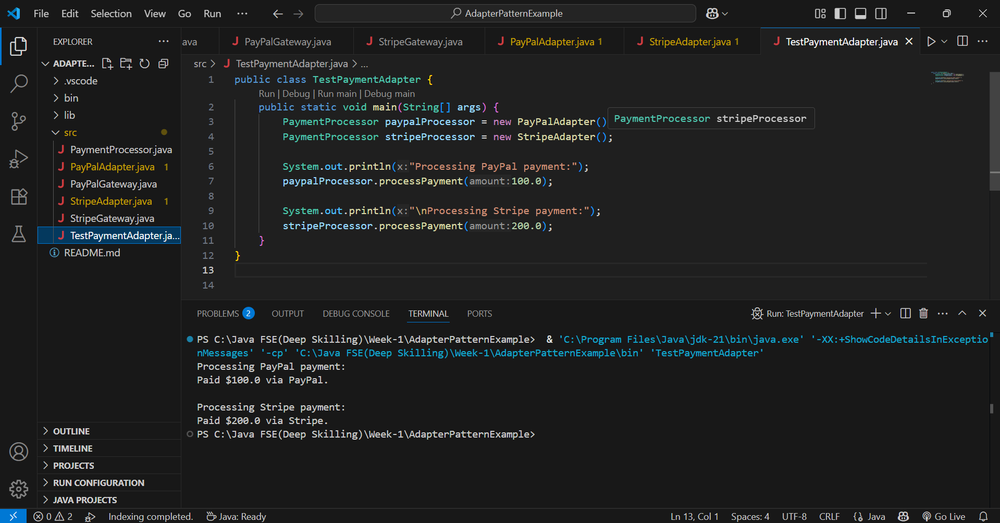 File Edit Selection View Go Run ··· AdapterPatternExample
EXPLORER
ava PayPalGateway.java StripeGateway.java PayPalAdapter.java 1 StripeAdapter.java 1 TestPaymentAdapter.java
ADAPTE...
.vscode
bin
lib
src
PaymentProcessor.java
PayPalAdapter.java 1
PayPalGateway.java
StripeAdapter.java 1
StripeGateway.java
TestPaymentAdapter.ja...
README.md
OUTLINE
TIMELINE
PROJECTS
RUN CONFIGURATION
JAVA PROJECTS
src > J TestPaymentAdapter.java > ...
1 public class TestPaymentAdapter {
Run | Debug | Run main | Debug main
2 public static void main(String[] args) {
3 PaymentProcessor paypalProcessor = new PayPalAdapter()
PaymentProcessor stripeProcessor
4 PaymentProcessor stripeProcessor = new StripeAdapter();
5
6 System.out.println(x:"Processing PayPal payment:");
7 paypalProcessor.processPayment(amount:100.0);
8
9 System.out.println(x:"\nProcessing Stripe payment:");
10 stripeProcessor.processPayment(amount:200.0);
11 }
12 }
13
14
PROBLEMS 2 OUTPUT DEBUG CONSOLE TERMINAL PORTS Run: TestPaymentAdapter
PS C:\Java FSE(Deep Skilling)\Week-1\AdapterPatternExample> & 'C:\Program Files\Java\jdk-21\bin\java.exe' '-XX:+ShowCodeDetailsInExceptio
nMessages' '-cp' 'C:\Java FSE(Deep Skilling)\Week-1\AdapterPatternExample\bin' 'TestPaymentAdapter'
Processing PayPal payment:
Paid $100.0 via PayPal.
Processing Stripe payment:
Paid $200.0 via Stripe.
PS C:\Java FSE(Deep Skilling)\Week-1\AdapterPatternExample>
0 2 Indexing completed. Java: Ready Ln 13, Col 1 Spaces: 4 UTF-8 CRLF Java Go Live